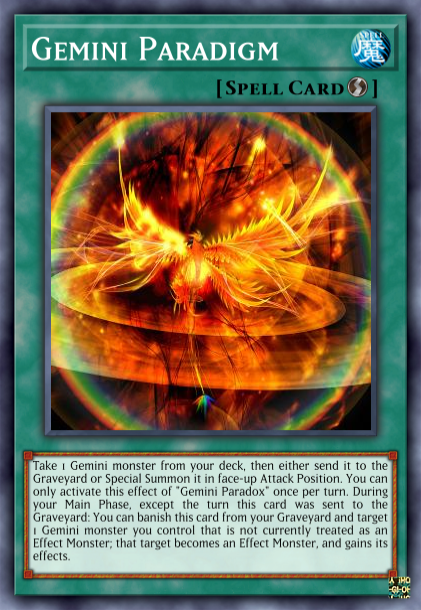 Gemini Paradigm
[Spell Card]
Take 1 Gemini monster from your deck, then either send it to the
Graveyard or Special Summon it in face-up Attack Position. You can
only activate this effect of "Gemini Paradox" once per turn. During
your Main Phase, except the turn this card was sent to the
Graveyard: You can banish this card from your Graveyard and target
1 Gemini monster you control that is not currently treated as an
Effect Monster; that target becomes an Effect Monster, and gains its
effects.